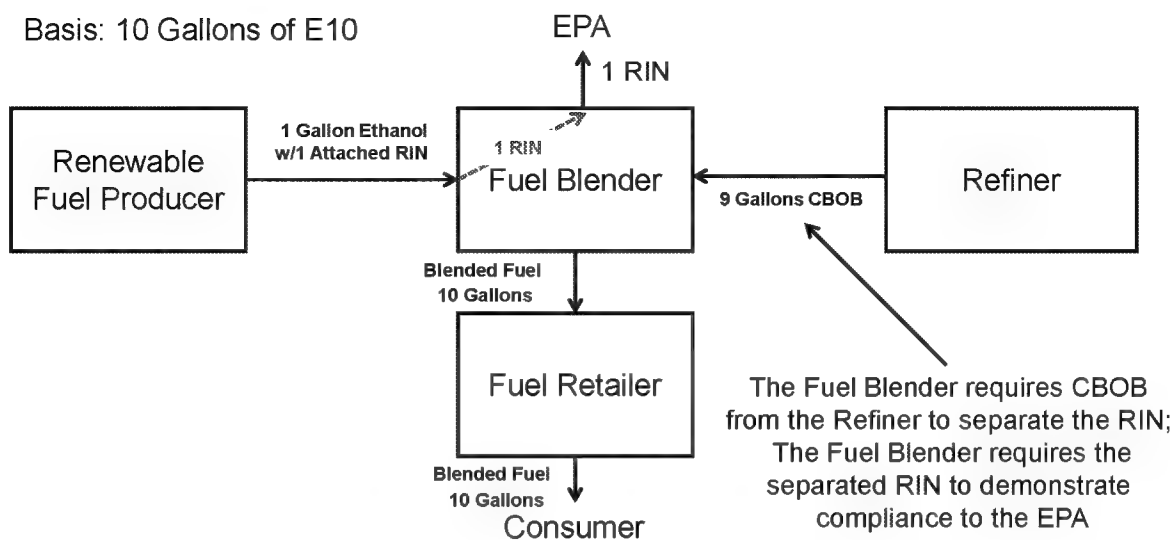 Basis: 10 Gallons of E10
EPA
1 RIN
1 Gallon Ethanol
w/1 Attached RIN
Renewable
Fuel Producer
1 RIN
Fuel Blender
9 Gallons CBOB
Refiner
Blended Fuel
10 Gallons
Fuel Retailer
The Fuel Blender requires CBOB
from the Refiner to separate the RIN;
The Fuel Blender requires the
separated RIN to demonstrate
compliance to the EPA
Blended Fuel
10 Gallons
Consumer